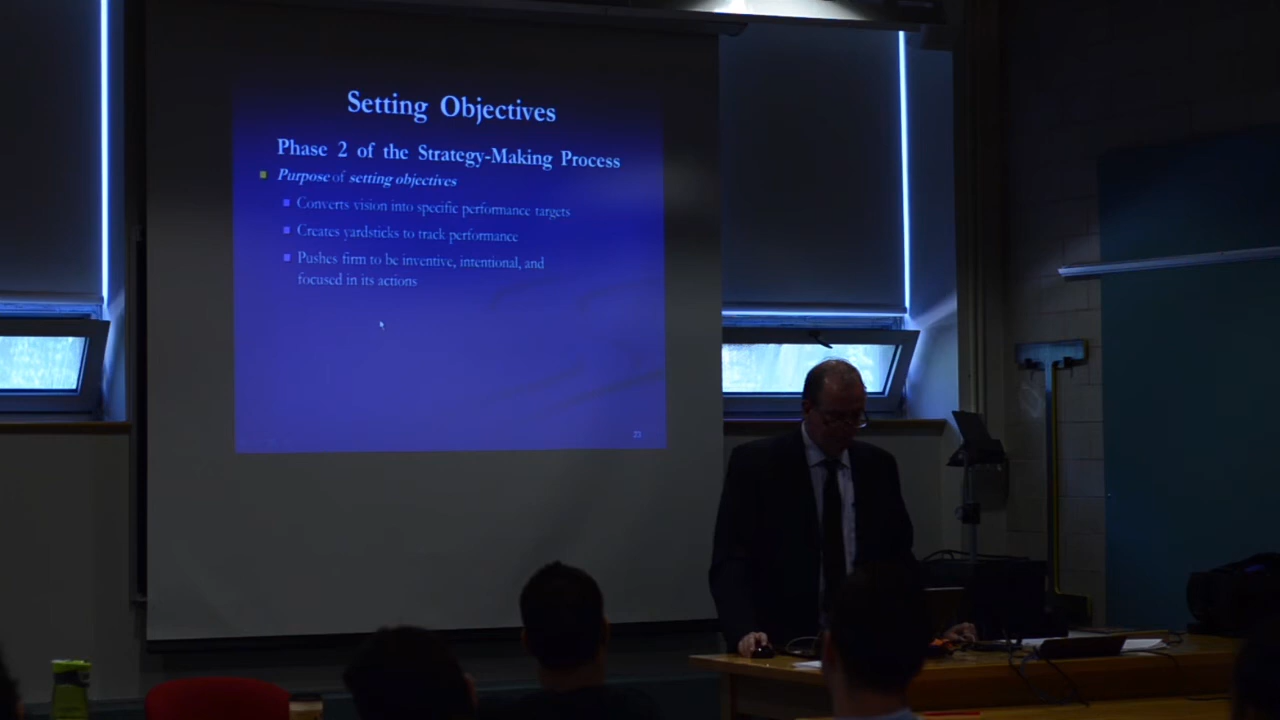 Setting Objectives
Phase 2 of the Strategy-Making Process
Purpose of setting objectives
Converts vision into specific performance targets
Creates yardsticks to track performance
Pushes firm to be inventive, intentional, and
focused in its actions
23